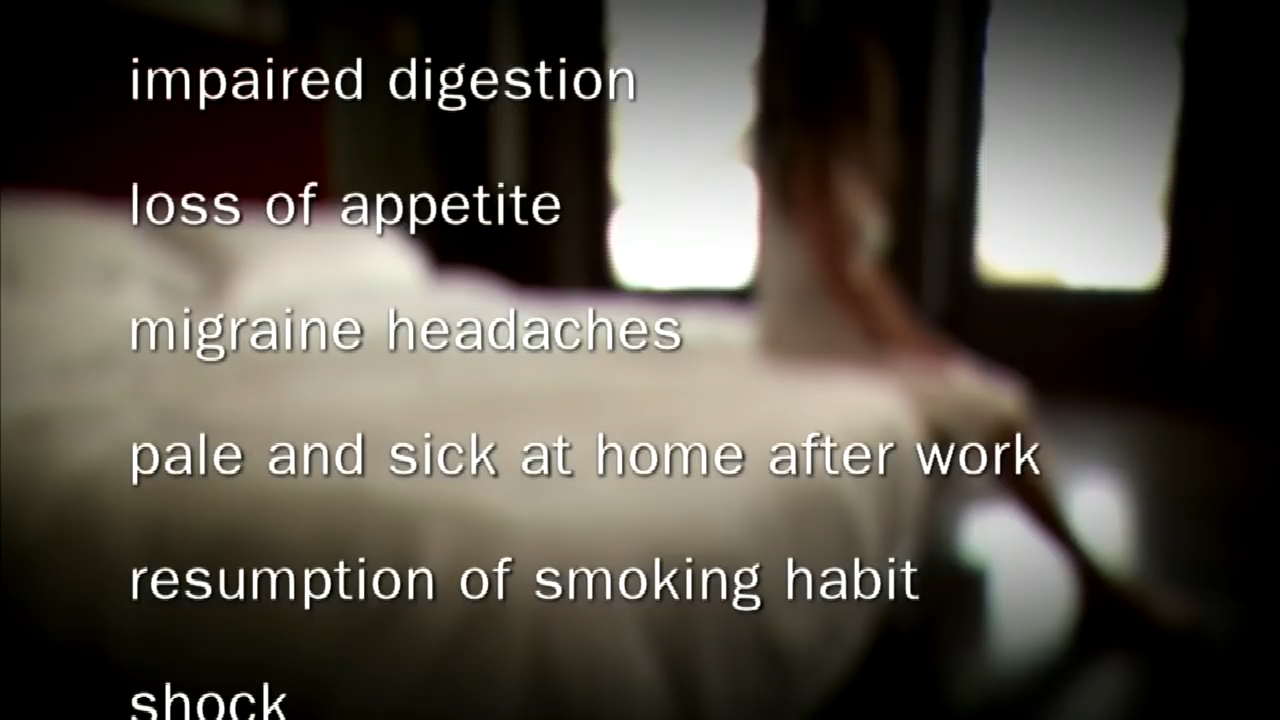 impaired digestion
loss of appetite
migraine headaches
pale and sick at home after work
resumption of smoking habit
shock